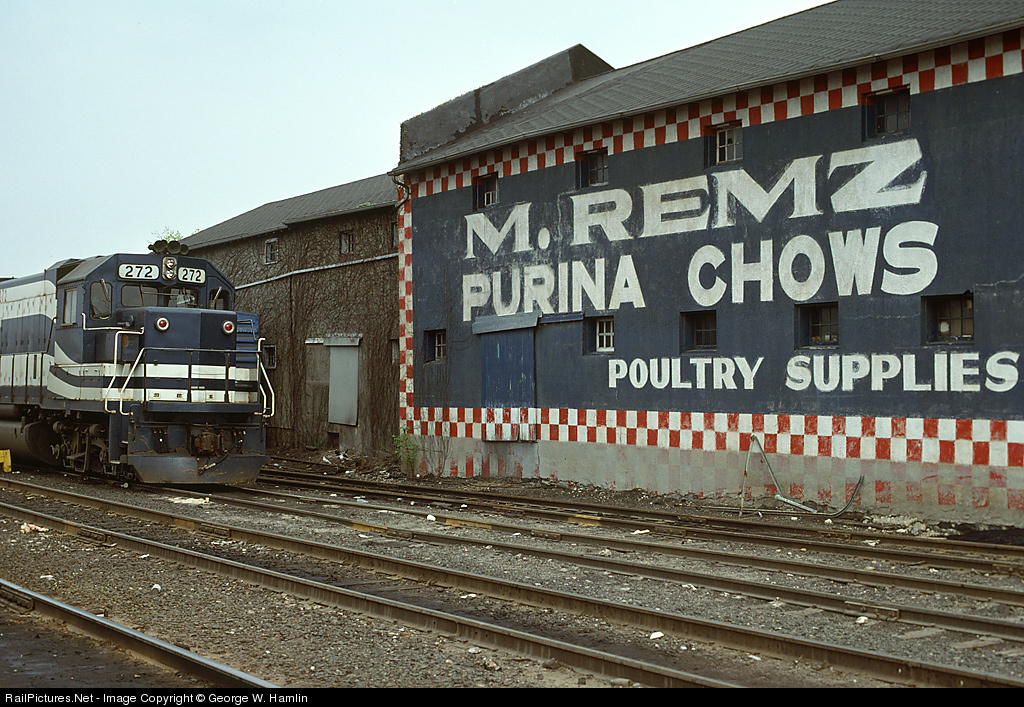 272 272
M. REMZ
PURINA CHOWS
POULTRY SUPPLIES
RailPictures.Net - Image Copyright © George W. Hamlin